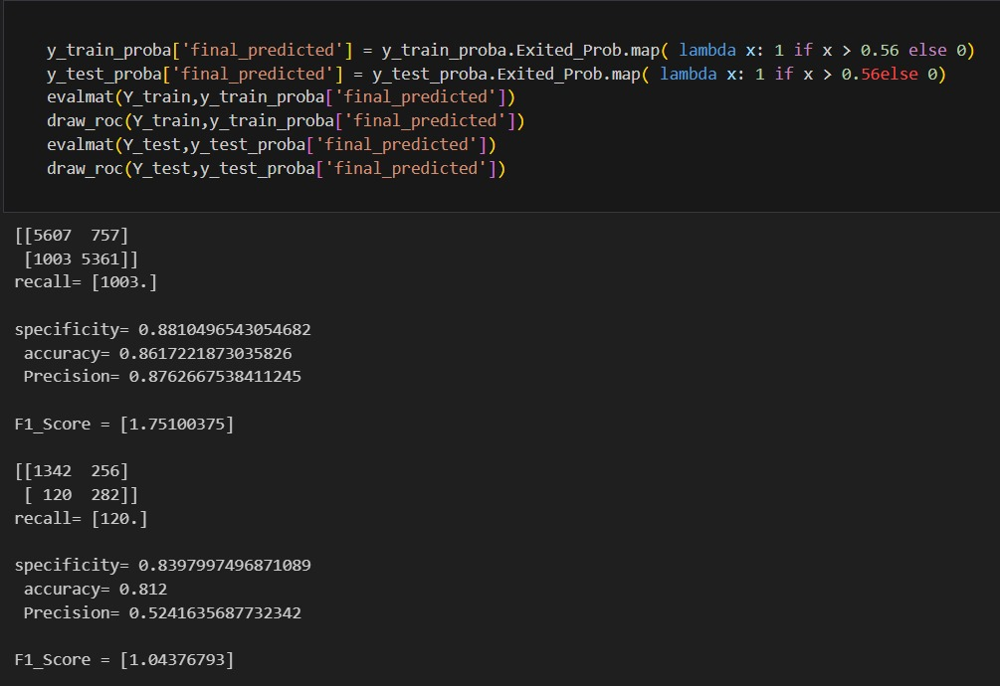 y_train_proba['final_predicted'] = y_train_proba.Exited_Prob.map( lambda x: 1 if x > 0.56 else 0)
y_test_proba['final_predicted'] = y_test_proba.Exited_Prob.map( lambda x: 1 if x > 0.56else 0)
evalmat(Y_train,y_train_proba['final_predicted'])
draw_roc(Y_train,y_train_proba['final_predicted'])
evalmat(Y_test,y_test_proba['final_predicted'])
draw_roc(Y_test,y_test_proba['final_predicted'])
[[5607  757]
 [1003 5361]]
recall= [1003.]
specificity= 0.8810496543054682
 accuracy= 0.8617221873035826
 Precision= 0.8762667538411245
F1_Score = [1.75100375]
[[1342  256]
 [ 120  282]]
recall= [120.]
specificity= 0.8397997496871089
 accuracy= 0.812
 Precision= 0.5241635687732342
F1_Score = [1.04376793]